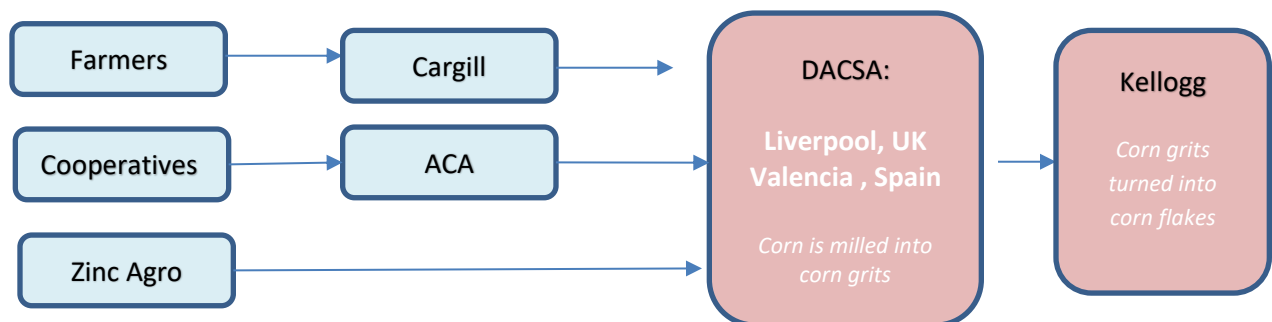 Farmers
Cargill
Cooperatives
ACA
Zinc Agro
DACSA:
Liverpool, UK
Valencia , Spain
Corn is milled into
corn grits
Kellogg
Corn grits
turned into
corn flakes